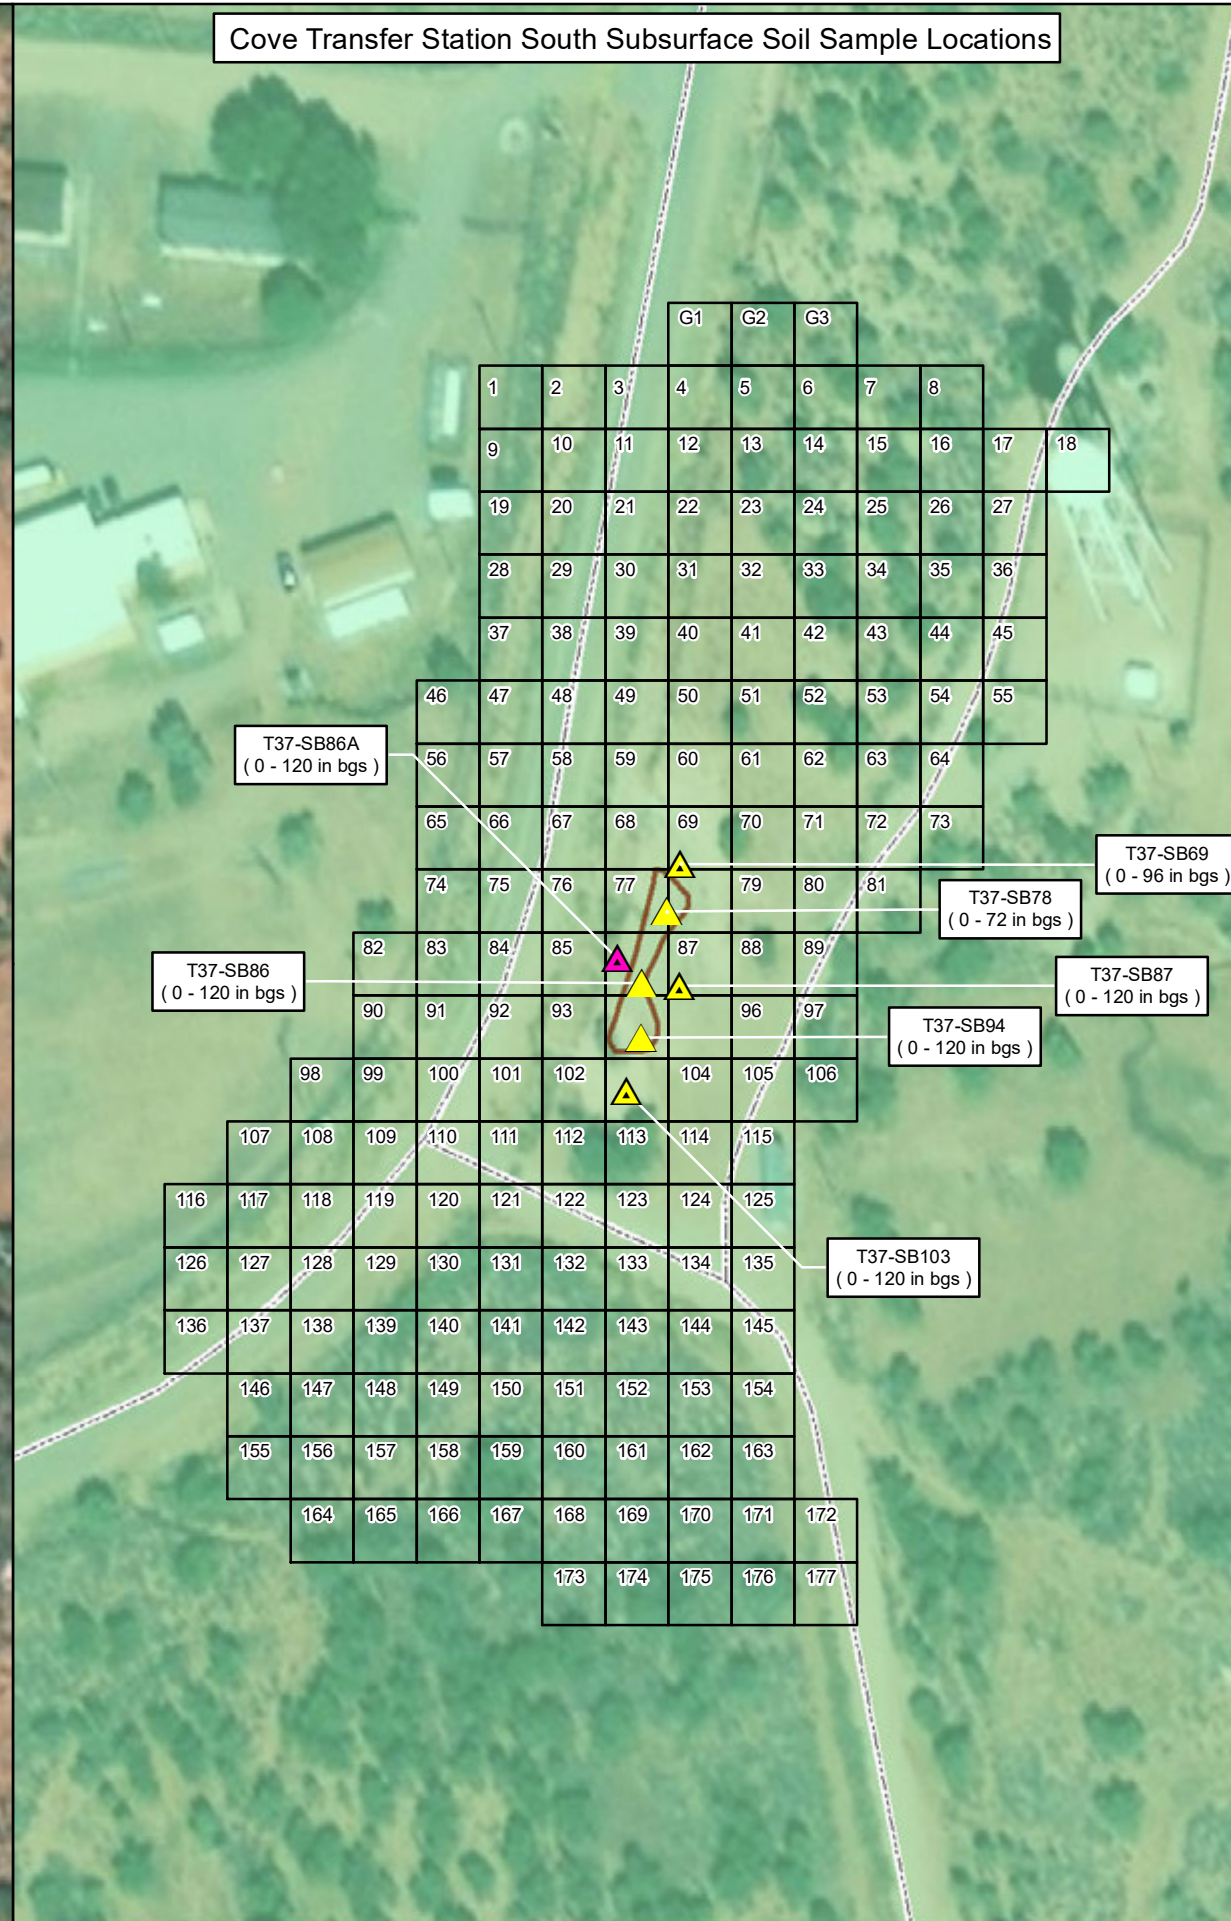 Cove Transfer Station South Subsurface Soil Sample Locations
G1 G2 G3
1 2 3 4 5 6 7 8
9 10 11 12 13 14 15 16 17 18
19 20 21 22 23 24 25 26 27
28 29 30 31 32 33 34 35 36
37 38 39 40 41 42 43 44 45
46 47 48 49 50 51 52 53 54 55
T37-SB86A
( 0 - 120 in bgs )
56 57 58 59 60 61 62 63 64
65 66 67 68 69 70 71 72 73
T37-SB69
( 0 - 96 in bgs )
74 75 76 77 79 80 81
T37-SB78
( 0 - 72 in bgs )
82 83 84 85 87 88 89
T37-SB86
( 0 - 120 in bgs )
T37-SB87
( 0 - 120 in bgs )
90 91 92 93 96 97
T37-SB94
( 0 - 120 in bgs )
98 99 100 101 102 104 105 106
107 108 109 110 111 112 113 114 115
116 117 118 119 120 121 122 123 124 125
126 127 128 129 130 131 132 133 134 135
T37-SB103
( 0 - 120 in bgs )
136 137 138 139 140 141 142 143 144 145
146 147 148 149 150 151 152 153 154
155 156 157 158 159 160 161 162 163
164 165 166 167 168 169 170 171 172
173 174 175 176 177